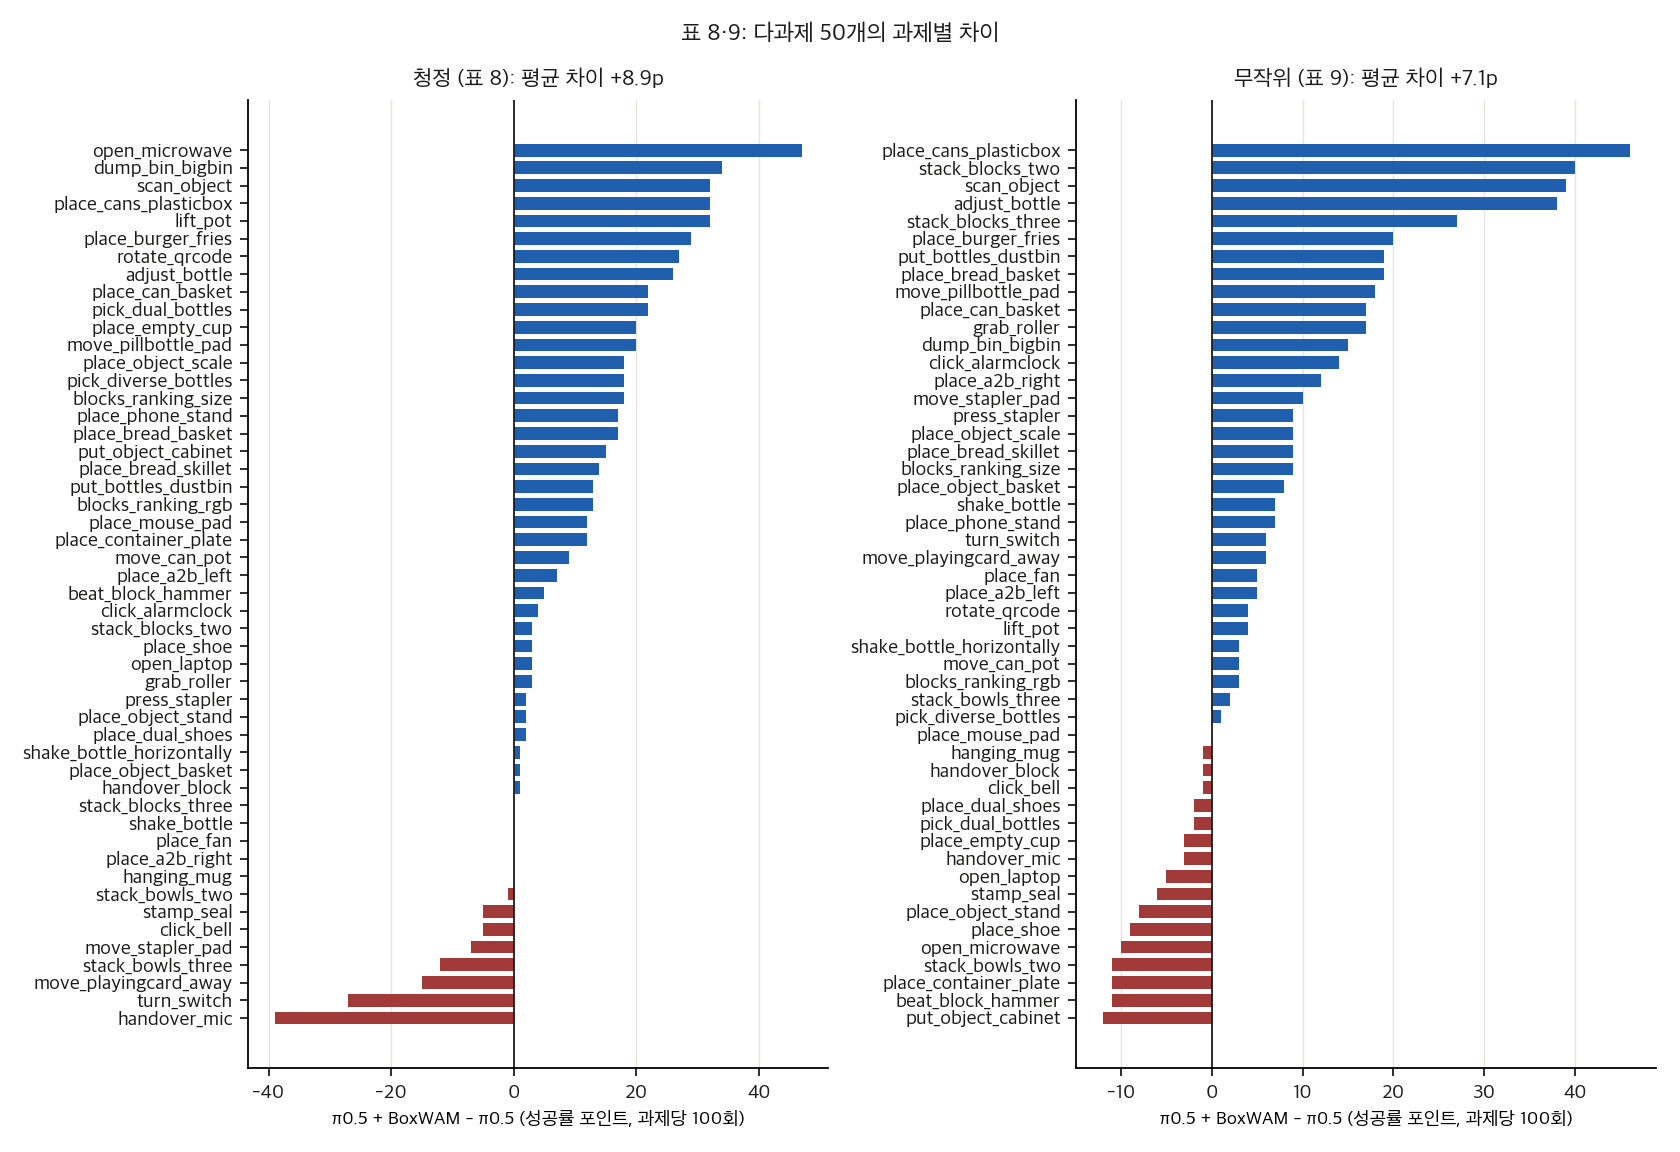 표 8·9: 다과제 50개의 과제별 차이
청정 (표 8): 평균 차이 +8.9p
open_microwave
dump_bin_bigbin
scan_object
place_cans_plasticbox
lift_pot
place_burger_fries
rotate_qrcode
adjust_bottle
place_can_basket
pick_dual_bottles
place_empty_cup
move_pillbottle_pad
place_object_scale
pick_diverse_bottles
blocks_ranking_size
place_phone_stand
place_bread_basket
put_object_cabinet
place_bread_skillet
put_bottles_dustbin
blocks_ranking_rgb
place_mouse_pad
place_container_plate
move_can_pot
place_a2b_left
beat_block_hammer
click_alarmclock
stack_blocks_two
place_shoe
open_laptop
grab_roller
press_stapler
place_object_stand
place_dual_shoes
shake_bottle_horizontally
place_object_basket
handover_block
stack_blocks_three
shake_bottle
place_fan
place_a2b_right
hanging_mug
stack_bowls_two
stamp_seal
click_bell
move_stapler_pad
stack_bowls_three
move_playingcard_away
turn_switch
handover_mic
-40 -20 0 20 40
π0.5 + BoxWAM - π0.5 (성공률 포인트, 과제당 100회)
무작위 (표 9): 평균 차이 +7.1p
place_cans_plasticbox
stack_blocks_two
scan_object
adjust_bottle
stack_blocks_three
place_burger_fries
put_bottles_dustbin
place_bread_basket
move_pillbottle_pad
place_can_basket
grab_roller
dump_bin_bigbin
click_alarmclock
place_a2b_right
move_stapler_pad
press_stapler
place_object_scale
place_bread_skillet
blocks_ranking_size
place_object_basket
shake_bottle
place_phone_stand
turn_switch
move_playingcard_away
place_fan
place_a2b_left
rotate_qrcode
lift_pot
shake_bottle_horizontally
move_can_pot
blocks_ranking_rgb
stack_bowls_three
pick_diverse_bottles
place_mouse_pad
hanging_mug
handover_block
click_bell
place_dual_shoes
pick_dual_bottles
place_empty_cup
handover_mic
open_laptop
stamp_seal
place_object_stand
place_shoe
open_microwave
stack_bowls_two
place_container_plate
beat_block_hammer
put_object_cabinet
-10 0 10 20 30 40
π0.5 + BoxWAM - π0.5 (성공률 포인트, 과제당 100회)